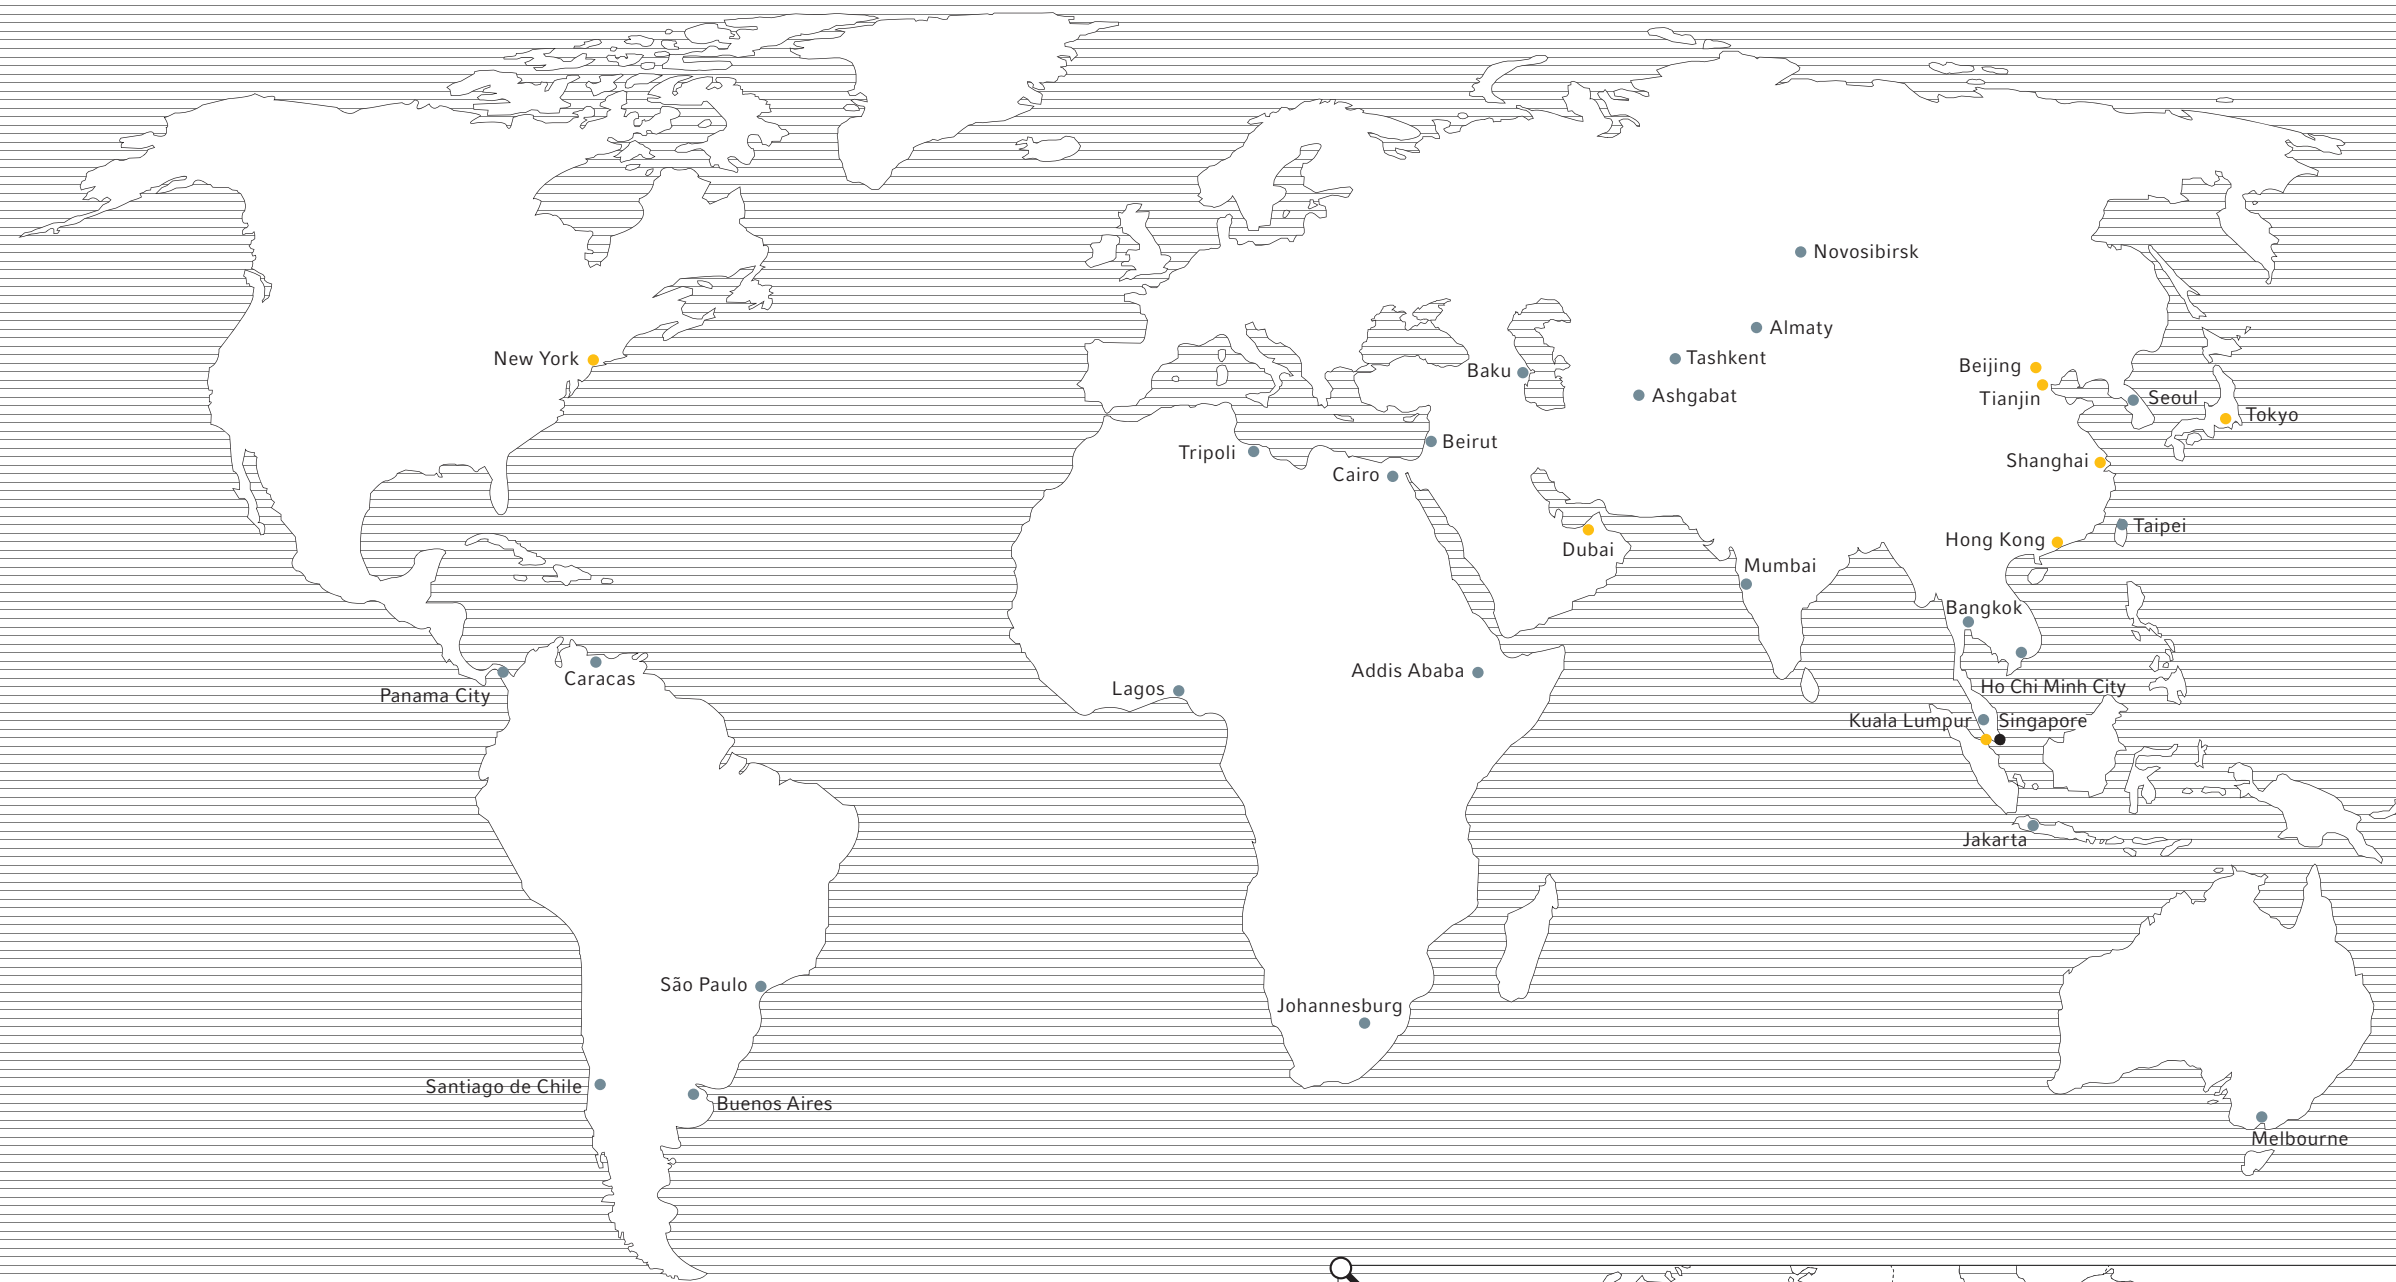 Novosibirsk
Almaty
New York
Tashkent
Beijing
Baku
Ashgabat
Tianjin
Seoul
Tokyo
Beirut
Tripoli
Shanghai
Cairo
Taipei
Hong Kong
Dubai
Mumbai
Bangkok
Addis Ababa
Caracas
Ho Chi Minh City
Lagos
Panama City
Kuala Lumpur
Singapore
Jakarta
São Paulo
Johannesburg
Santiago de Chile
Buenos Aires
Melbourne